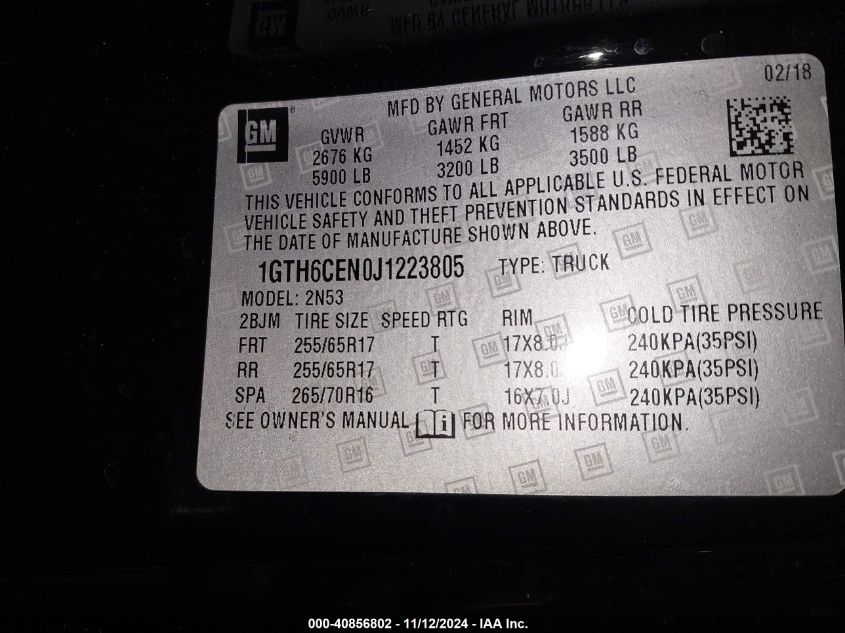 02/18
MFD BY GENERAL MOTORS LLC
GM ®
GVWR GAWR FRT GAWR RR
2676 KG 1452 KG 1588 KG
5900 LB 3200 LB 3500 LB
THIS VEHICLE CONFORMS TO ALL APPLICABLE U.S. FEDERAL MOTOR
VEHICLE SAFETY AND THEFT PREVENTION STANDARDS IN EFFECT ON
THE DATE OF MANUFACTURE SHOWN ABOVE.
1GTH6CEN0J1223805 TYPE: TRUCK
MODEL: 2N53
2BJM TIRE SIZE SPEED RTG RIM COLD TIRE PRESSURE
FRT 255/65R17 T 17X8.0J 240KPA(35PSI)
RR 255/65R17 T 17X8.0 240KPA(35PSI)
SPA 265/70R16 T 16X7.0J 240KPA(35PSI)
SEE OWNER'S MANUAL FOR MORE INFORMATION.
000-40856802 - 11/12/2024 - IAA Inc.